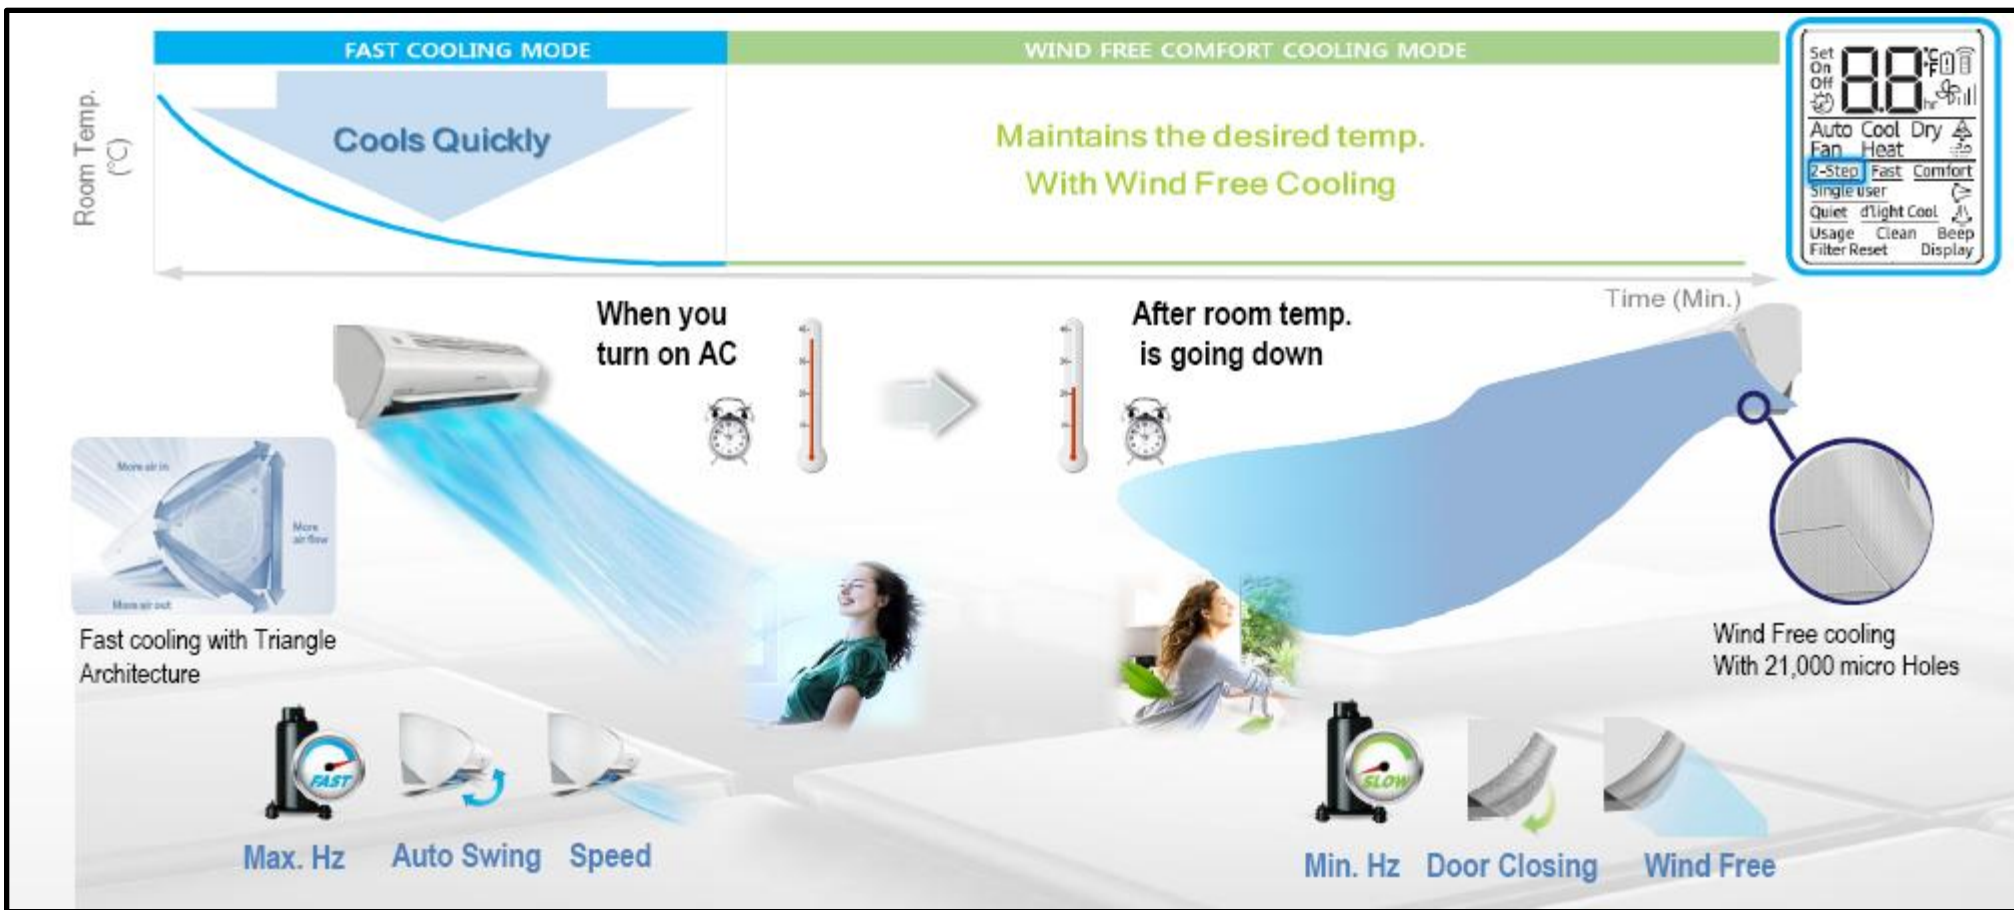 FAST COOLING MODE
WIND FREE COMFORT COOLING MODE
Room Temp.
(°C)
Cools Quickly
Maintains the desired temp.
With Wind Free Cooling
Set
On
Off
88
°C
°F
hr
Auto Cool Dry
Fan Heat
2-Step Fast Comfort
Single user
Quiet d'light Cool
Usage Clean Beep
Filter Reset Display
Time (Min.)
When you
turn on AC
After room temp.
is going down
More air in
More
air flow
More air out
Fast cooling with Triangle
Architecture
Wind Free cooling
With 21,000 micro Holes
FAST
SLOW
Max. Hz
Auto Swing
Speed
Min. Hz
Door Closing
Wind Free